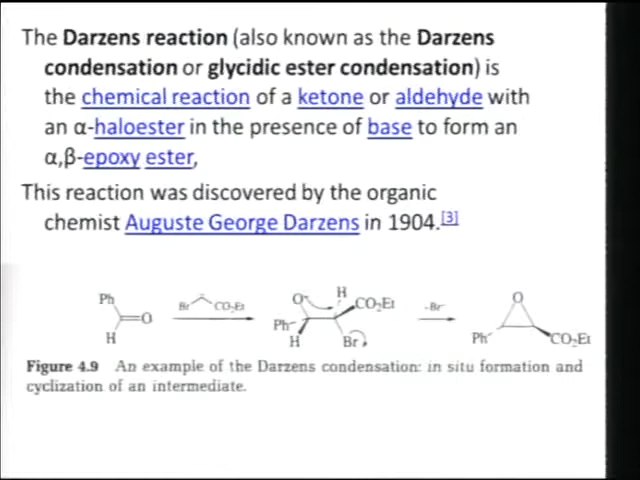 The Darzens reaction (also known as the Darzens
condensation or glycidic ester condensation) is
the chemical reaction of a ketone or aldehyde with
an α-haloester in the presence of base to form an
α,β-epoxy ester,
This reaction was discovered by the organic
chemist Auguste George Darzens in 1904.[3]
Ph H O
Br CO₂Et
O H CO₂Et Ph H Br
-Br⁻
O Ph CO₂Et
Figure 4.9 An example of the Darzens condensation: in situ formation and
cyclization of an intermediate.